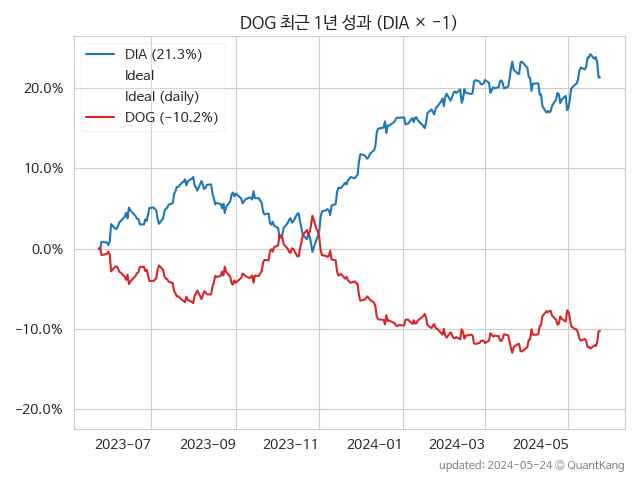 DOG 최근 1년 성과 (DIA × −1)
DIA (21.3%)
Ideal
Ideal (daily)
DOG (−10.2%)
20.0%
10.0%
0.0%
−10.0%
−20.0%
2023-07 2023-09 2023-11 2024-01 2024-03 2024-05
updated: 2024-05-24 © QuantKang